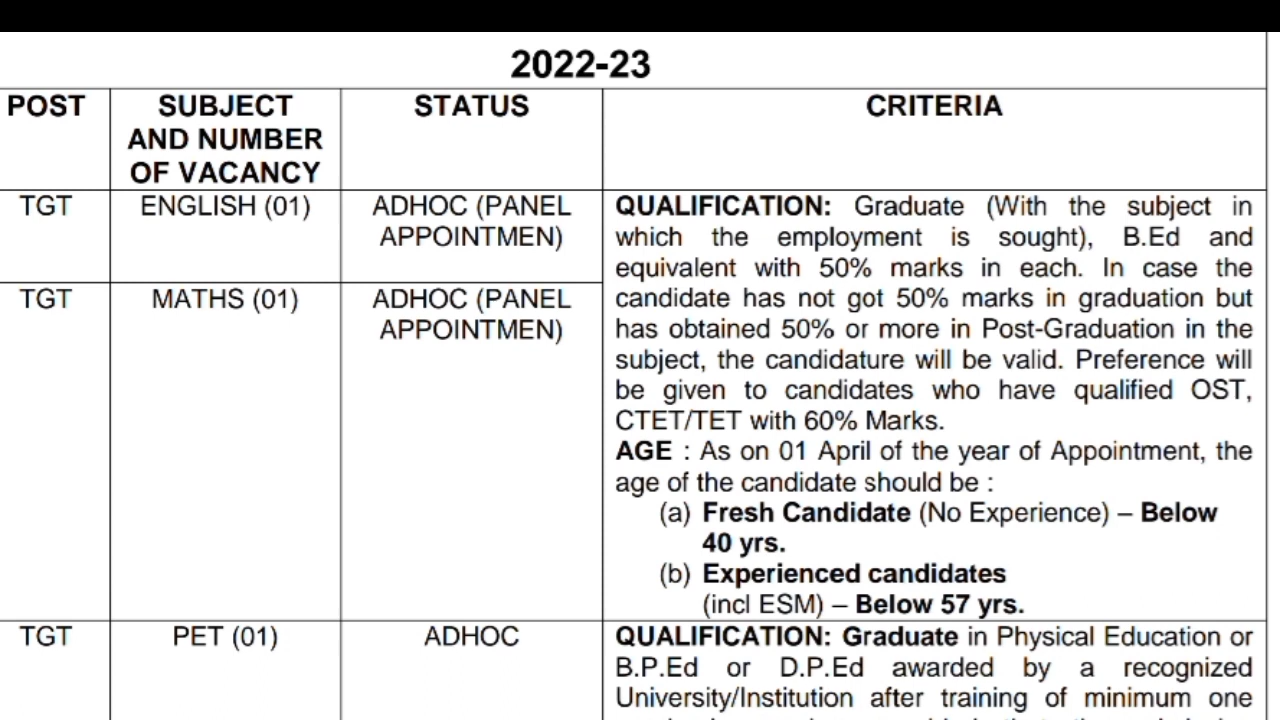 2022-23
POST
SUBJECT
AND NUMBER
OF VACANCY
STATUS
CRITERIA
TGT
ENGLISH (01)
ADHOC (PANEL
APPOINTMEN)
TGT
MATHS (01)
ADHOC (PANEL
APPOINTMEN)
QUALIFICATION: Graduate (With the subject in
which the employment is sought), B.Ed and
equivalent with 50% marks in each. In case the
candidate has not got 50% marks in graduation but
has obtained 50% or more in Post-Graduation in the
subject, the candidature will be valid. Preference will
be given to candidates who have qualified OST,
CTET/TET with 60% Marks.
AGE : As on 01 April of the year of Appointment, the
age of the candidate should be :
(a) Fresh Candidate (No Experience) – Below
40 yrs.
(b) Experienced candidates
(incl ESM) – Below 57 yrs.
TGT
PET (01)
ADHOC
QUALIFICATION: Graduate in Physical Education or
B.P.Ed or D.P.Ed awarded by a recognized
University/Institution after training of minimum one